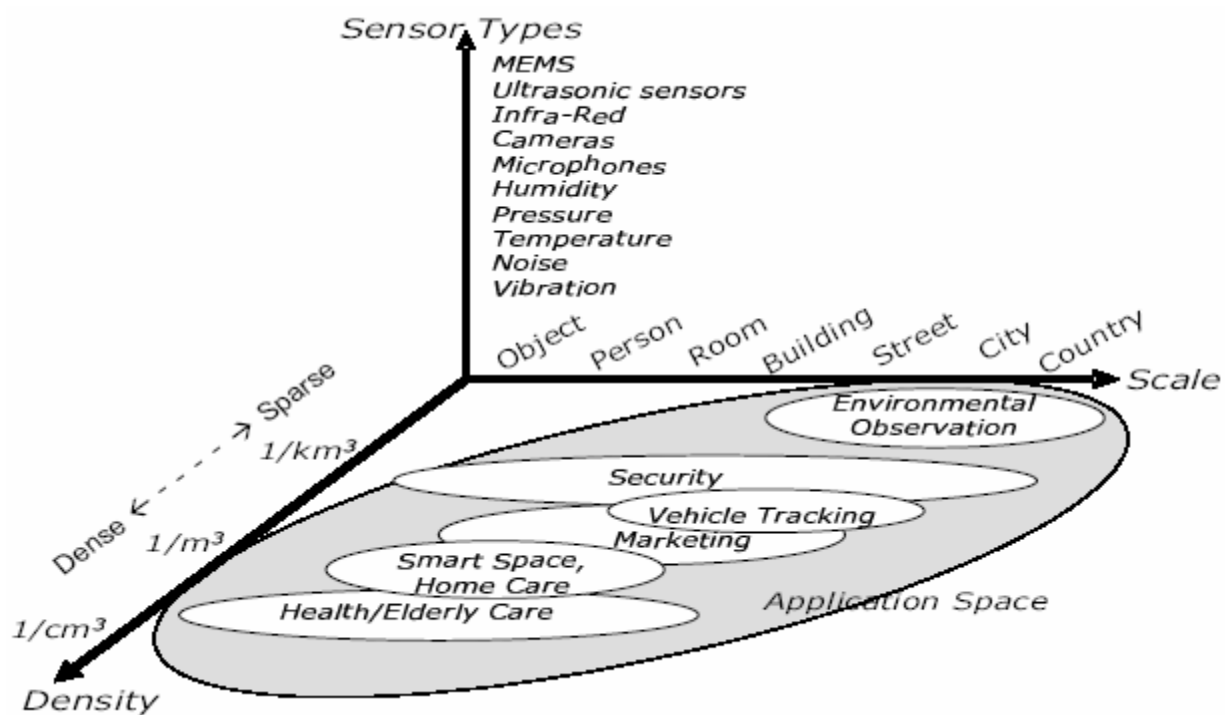 Sensor Types
MEMS
Ultrasonic sensors
Infra-Red
Cameras
Microphones
Humidity
Pressure
Temperature
Noise
Vibration
Object
Person
Room
Building
Street
City
Country
Scale
Sparse
Dense
1/km³
1/m³
1/cm³
Density
Environmental
Observation
Security
Vehicle Tracking
Marketing
Smart Space,
Home Care
Health/Elderly Care
Application Space